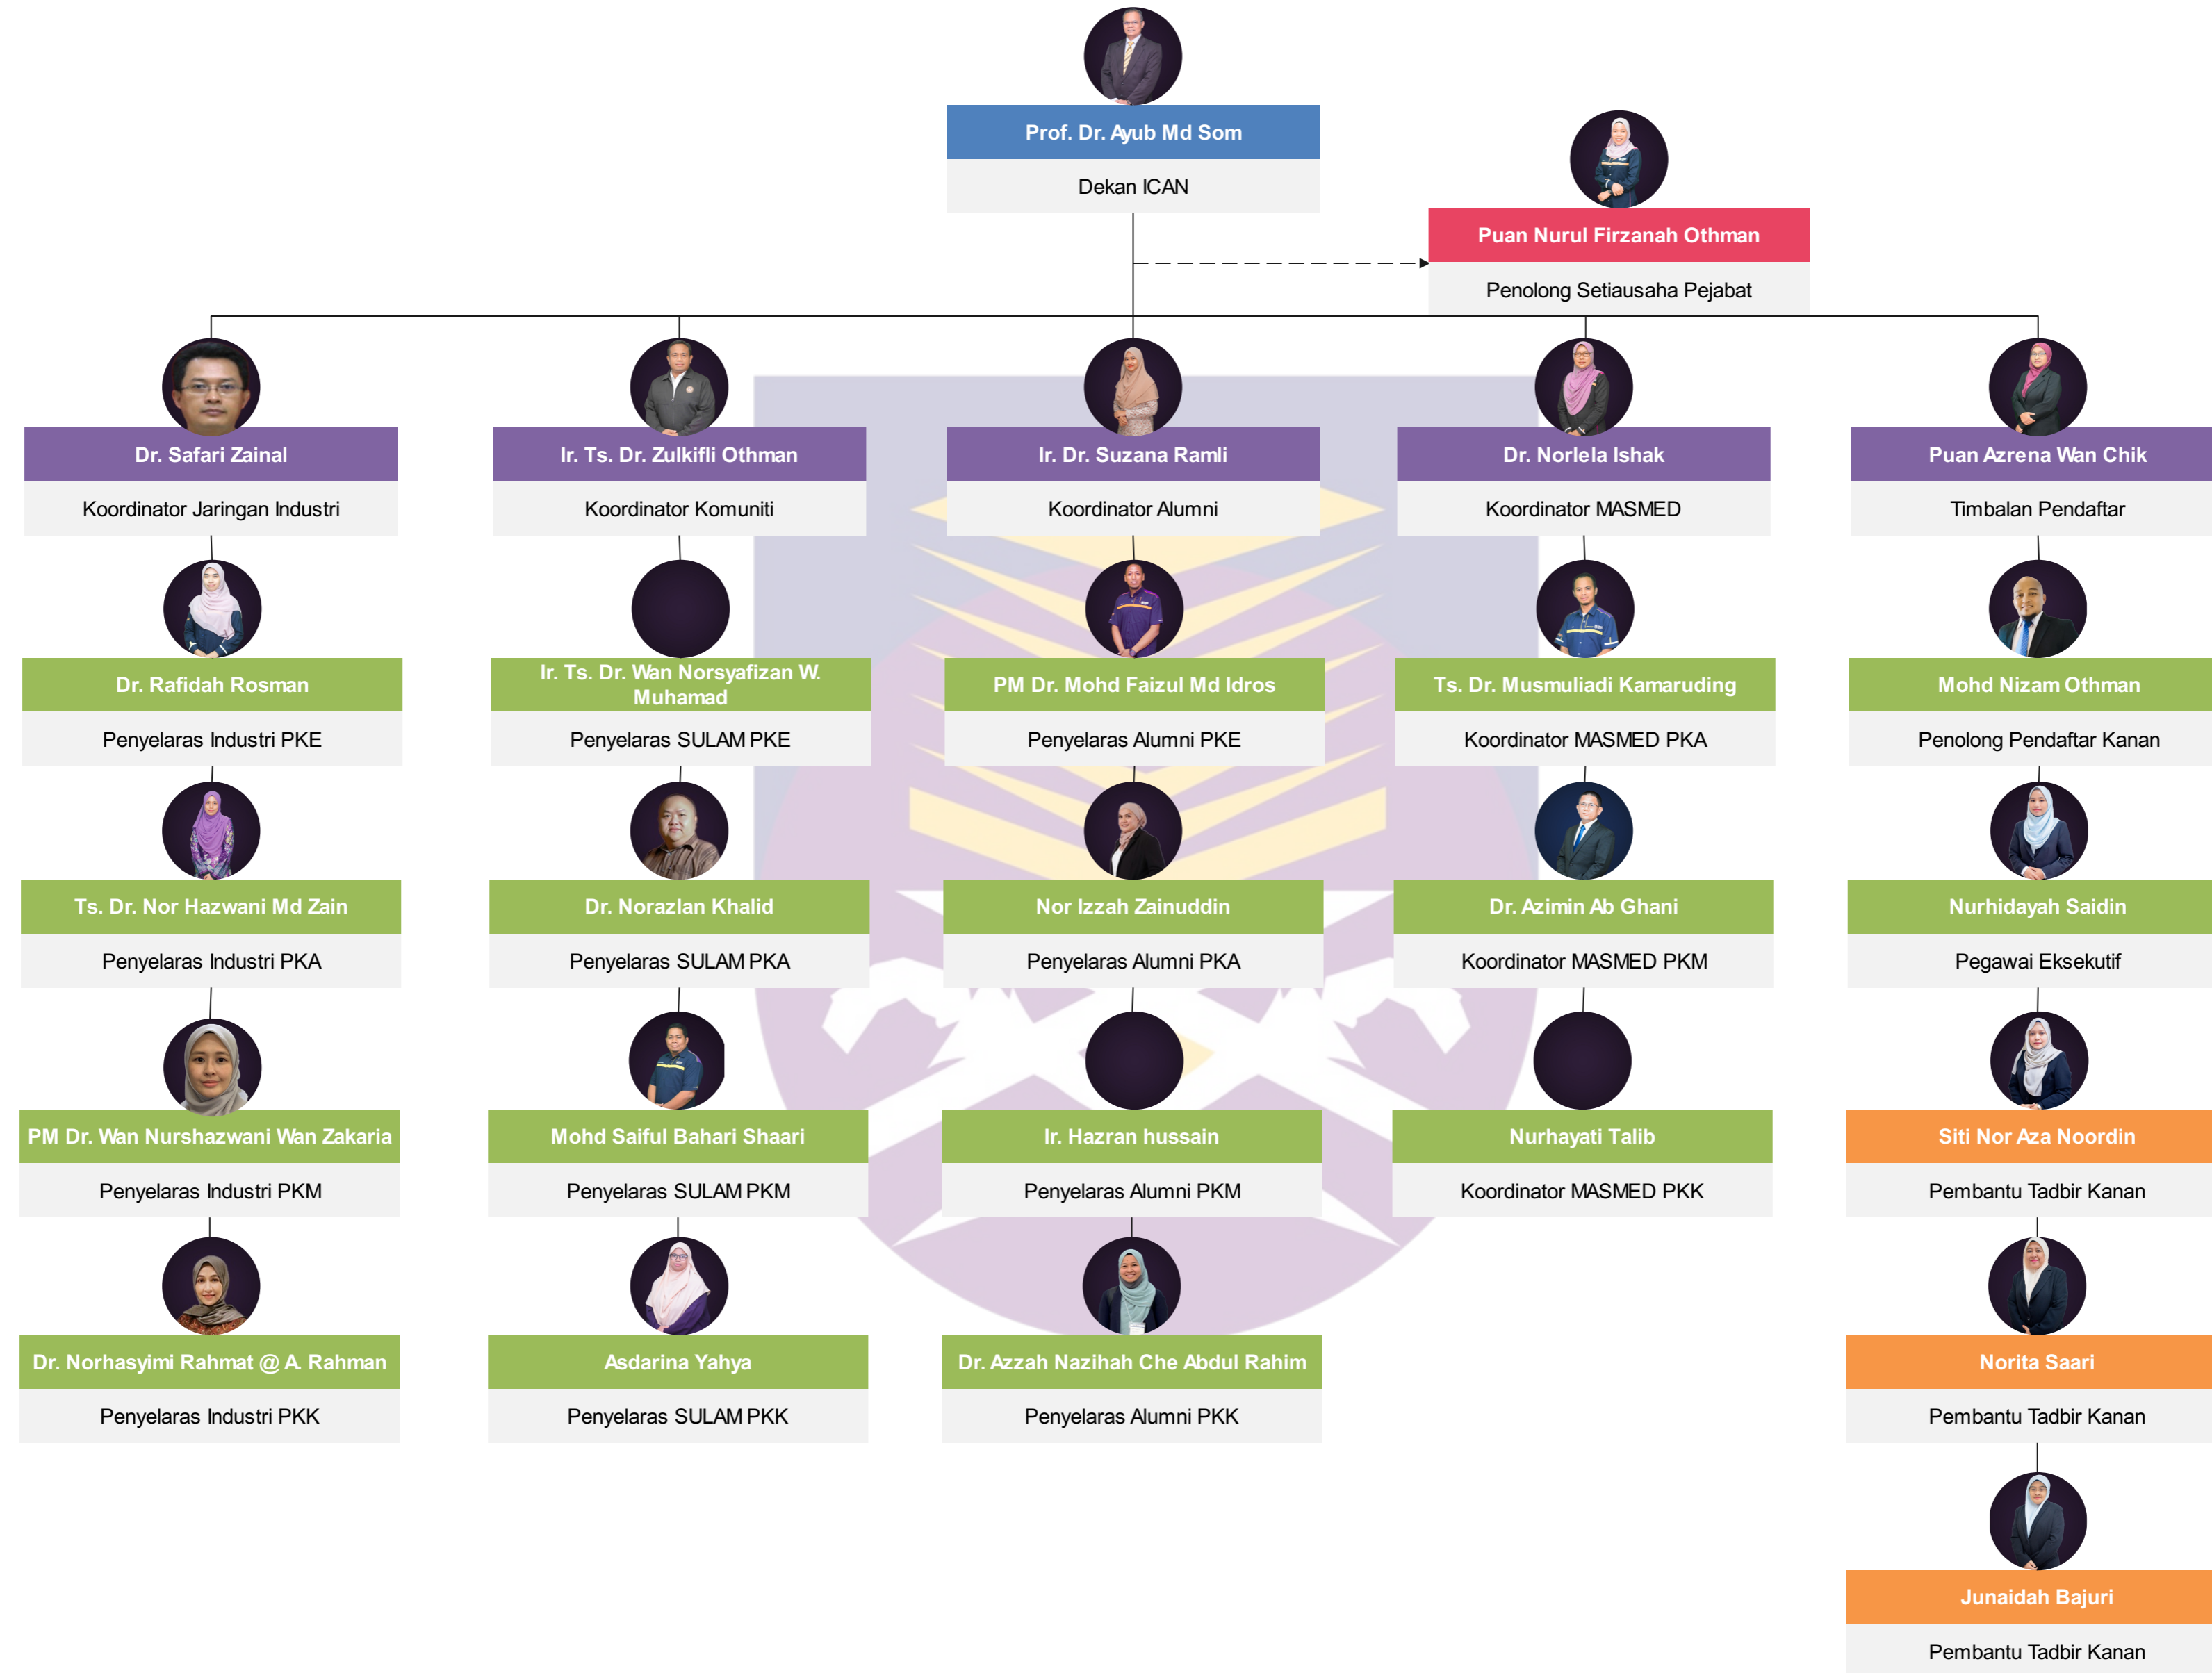 Prof. Dr. Ayub Md Som
Dekan ICAN
Puan Nurul Firzanah Othman
Penolong Setiausaha Pejabat
Dr. Safari Zainal
Koordinator Jaringan Industri
Ir. Ts. Dr. Zulkifli Othman
Koordinator Komuniti
Ir. Dr. Suzana Ramli
Koordinator Alumni
Dr. Norlela Ishak
Koordinator MASMED
Puan Azrena Wan Chik
Timbalan Pendaftar
Dr. Rafidah Rosman
Penyelaras Industri PKE
Ir. Ts. Dr. Wan Norsyafizan W.
Muhamad
Penyelaras SULAM PKE
PM Dr. Mohd Faizul Md Idros
Penyelaras Alumni PKE
Ts. Dr. Musmuliadi Kamaruding
Koordinator MASMED PKA
Mohd Nizam Othman
Penolong Pendaftar Kanan
Ts. Dr. Nor Hazwani Md Zain
Penyelaras Industri PKA
Dr. Norazlan Khalid
Penyelaras SULAM PKA
Nor Izzah Zainuddin
Penyelaras Alumni PKA
Dr. Azimin Ab Ghani
Koordinator MASMED PKM
Nurhidayah Saidin
Pegawai Eksekutif
PM Dr. Wan Nurshazwani Wan Zakaria
Penyelaras Industri PKM
Mohd Saiful Bahari Shaari
Penyelaras SULAM PKM
Ir. Hazran hussain
Penyelaras Alumni PKM
Nurhayati Talib
Koordinator MASMED PKK
Siti Nor Aza Noordin
Pembantu Tadbir Kanan
Dr. Norhasyimi Rahmat @ A. Rahman
Penyelaras Industri PKK
Asdarina Yahya
Penyelaras SULAM PKK
Dr. Azzah Nazihah Che Abdul Rahim
Penyelaras Alumni PKK
Norita Saari
Pembantu Tadbir Kanan
Junaidah Bajuri
Pembantu Tadbir Kanan